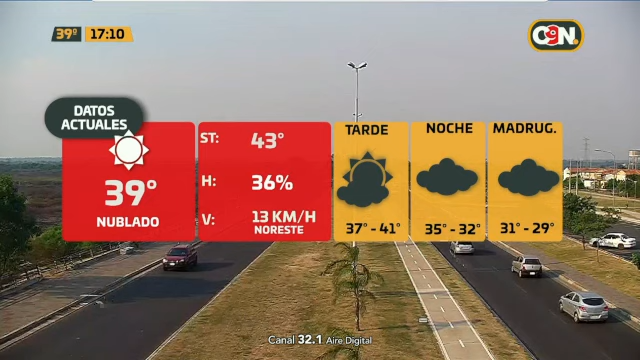 39° 17:10
C9N
DATOS
ACTUALES
39°
NUBLADO
ST: 43°
H: 36%
V: 13 KM/H
NORESTE
TARDE
37° - 41°
NOCHE
35° - 32°
MADRUG.
31° - 29°
Canal 32.1 Aire Digital